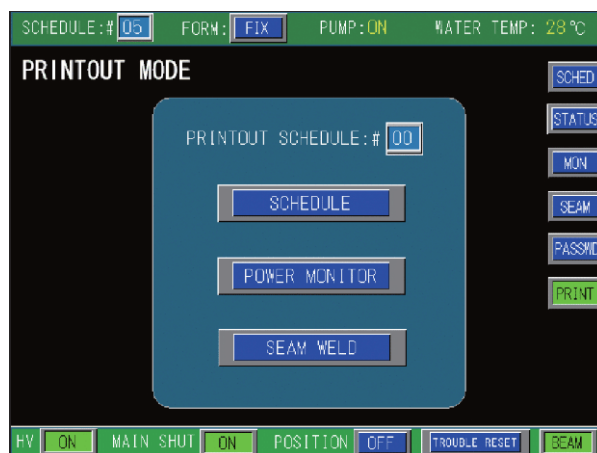 SCHEDULE:# 05 FORM: FIX PUMP:ON WATER TEMP: 28℃
PRINTOUT MODE
SCHED
PRINTOUT SCHEDULE:# 00
STATUS
MON
SCHEDULE
SEAM
PASSWD
POWER MONITOR
PRINT
SEAM WELD
HV ON MAIN SHUT ON POSITION OFF TROUBLE RESET BEAM